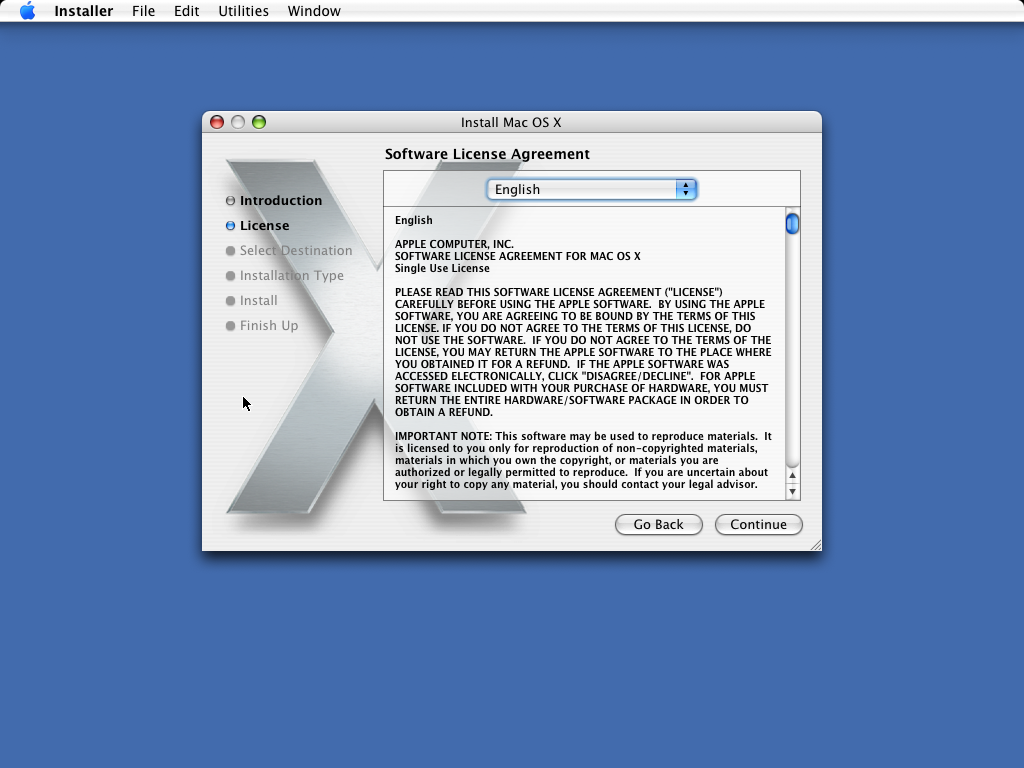 Installer File Edit Utilities Window
Install Mac OS X
Software License Agreement
Introduction
License
Select Destination
Installation Type
Install
Finish Up
English
English
APPLE COMPUTER, INC.
SOFTWARE LICENSE AGREEMENT FOR MAC OS X
Single Use License
PLEASE READ THIS SOFTWARE LICENSE AGREEMENT ("LICENSE")
CAREFULLY BEFORE USING THE APPLE SOFTWARE.  BY USING THE APPLE
SOFTWARE, YOU ARE AGREEING TO BE BOUND BY THE TERMS OF THIS
LICENSE. IF YOU DO NOT AGREE TO THE TERMS OF THIS LICENSE, DO
NOT USE THE SOFTWARE.  IF YOU DO NOT AGREE TO THE TERMS OF THE
LICENSE, YOU MAY RETURN THE APPLE SOFTWARE TO THE PLACE WHERE
YOU OBTAINED IT FOR A REFUND.  IF THE APPLE SOFTWARE WAS
ACCESSED ELECTRONICALLY, CLICK "DISAGREE/DECLINE".  FOR APPLE
SOFTWARE INCLUDED WITH YOUR PURCHASE OF HARDWARE, YOU MUST
RETURN THE ENTIRE HARDWARE/SOFTWARE PACKAGE IN ORDER TO
OBTAIN A REFUND.
IMPORTANT NOTE: This software may be used to reproduce materials.  It
is licensed to you only for reproduction of non-copyrighted materials,
materials in which you own the copyright, or materials you are
authorized or legally permitted to reproduce.  If you are uncertain about
your right to copy any material, you should contact your legal advisor.
Go Back Continue